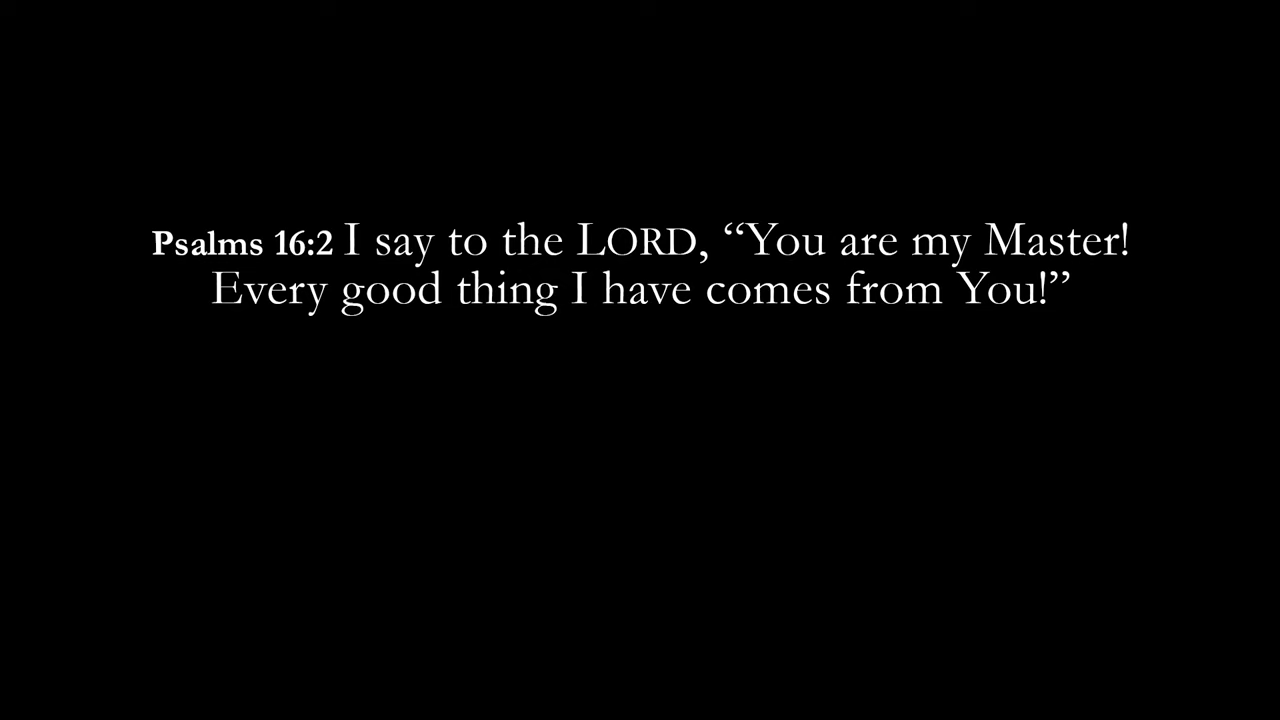 Psalms 16:2 I say to the LORD, “You are my Master!
Every good thing I have comes from You!”